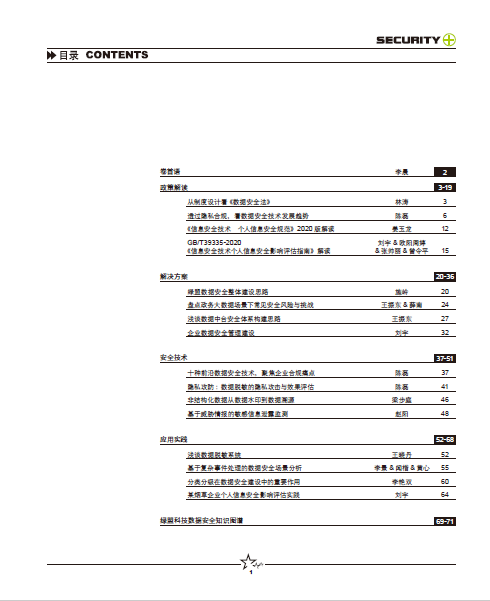 SECURITY
目录 CONTENTS
卷首语 李晨 2
政策解读 3-19
从制度设计看《数据安全法》 林涛 3
透过隐私合规，看数据安全技术发展趋势 陈磊 6
《信息安全技术 个人信息安全规范》2020 版解读 姜玉龙 12
GB/T39335-2020 刘宇 & 欧阳周婷
《信息安全技术个人信息安全影响评估指南》解读 & 张帅丽 & 曾令平 15
解决方案 20-36
绿盟数据安全整体建设思路 施岭 20
盘点政务大数据场景下常见安全风险与挑战 王振东 & 薛南 24
浅谈数据中台安全体系构建思路 王振东 27
企业数据安全管理建设 刘宇 32
安全技术 37-51
十种前沿数据安全技术，聚焦企业合规痛点 陈磊 37
隐私攻防：数据脱敏的隐私攻击与效果评估 陈磊 41
非结构化数据从数据水印到数据溯源 梁步庭 46
基于威胁情报的敏感信息泄露监测 赵阳 48
应用实践 52-68
浅谈数据脱敏系统 王晓丹 52
基于复杂事件处理的数据安全场景分析 李景 & 闻楷 & 黄心 55
分类分级在数据安全建设中的重要作用 李艳双 60
某烟草企业个人信息安全影响评估实践 刘宇 64
绿盟科技数据安全知识图谱 69-71
1